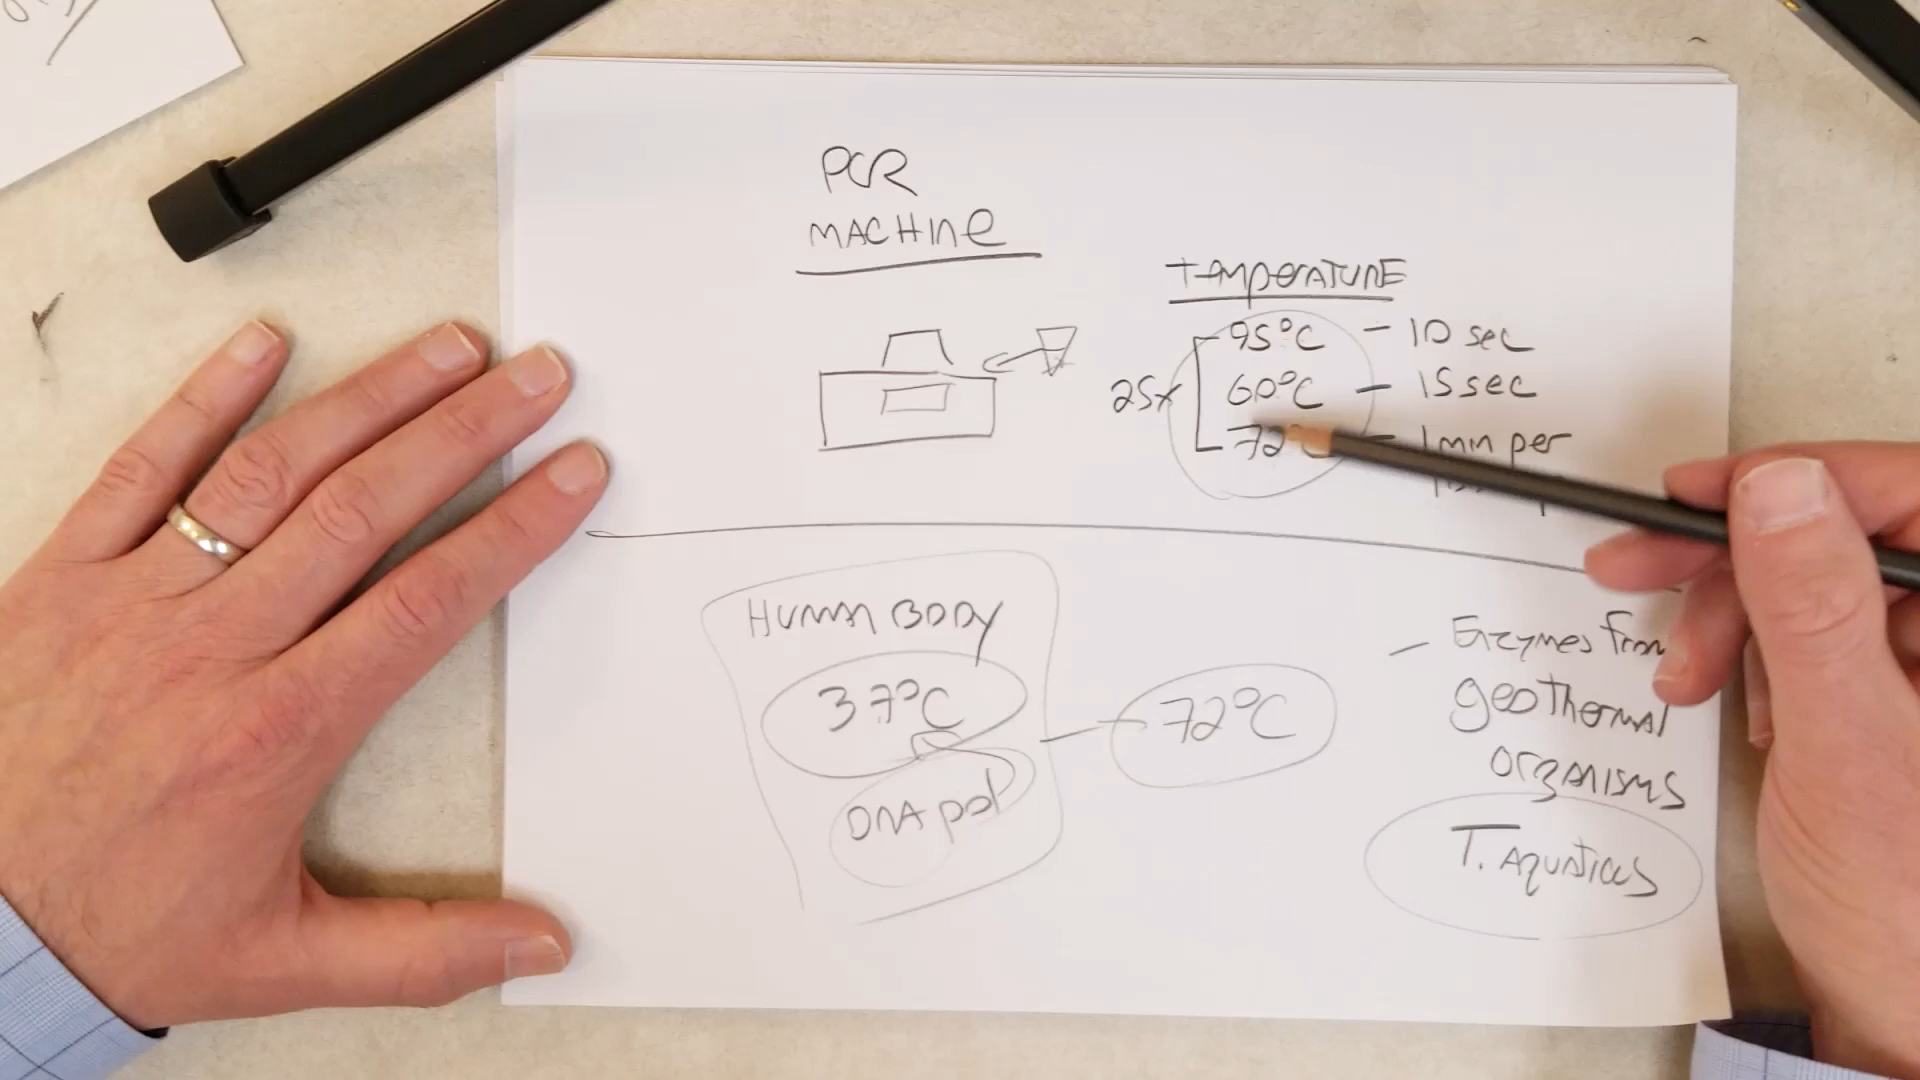 PCR
MACHINE
TEMPERATURE
95°C - 10 sec
25x
60°C - 15 sec
72° - 1 min per
HUMAN BODY
37°C
DNA pol
72°C
- Enzymes from
geothermal
organisms
T. AQUATICUS